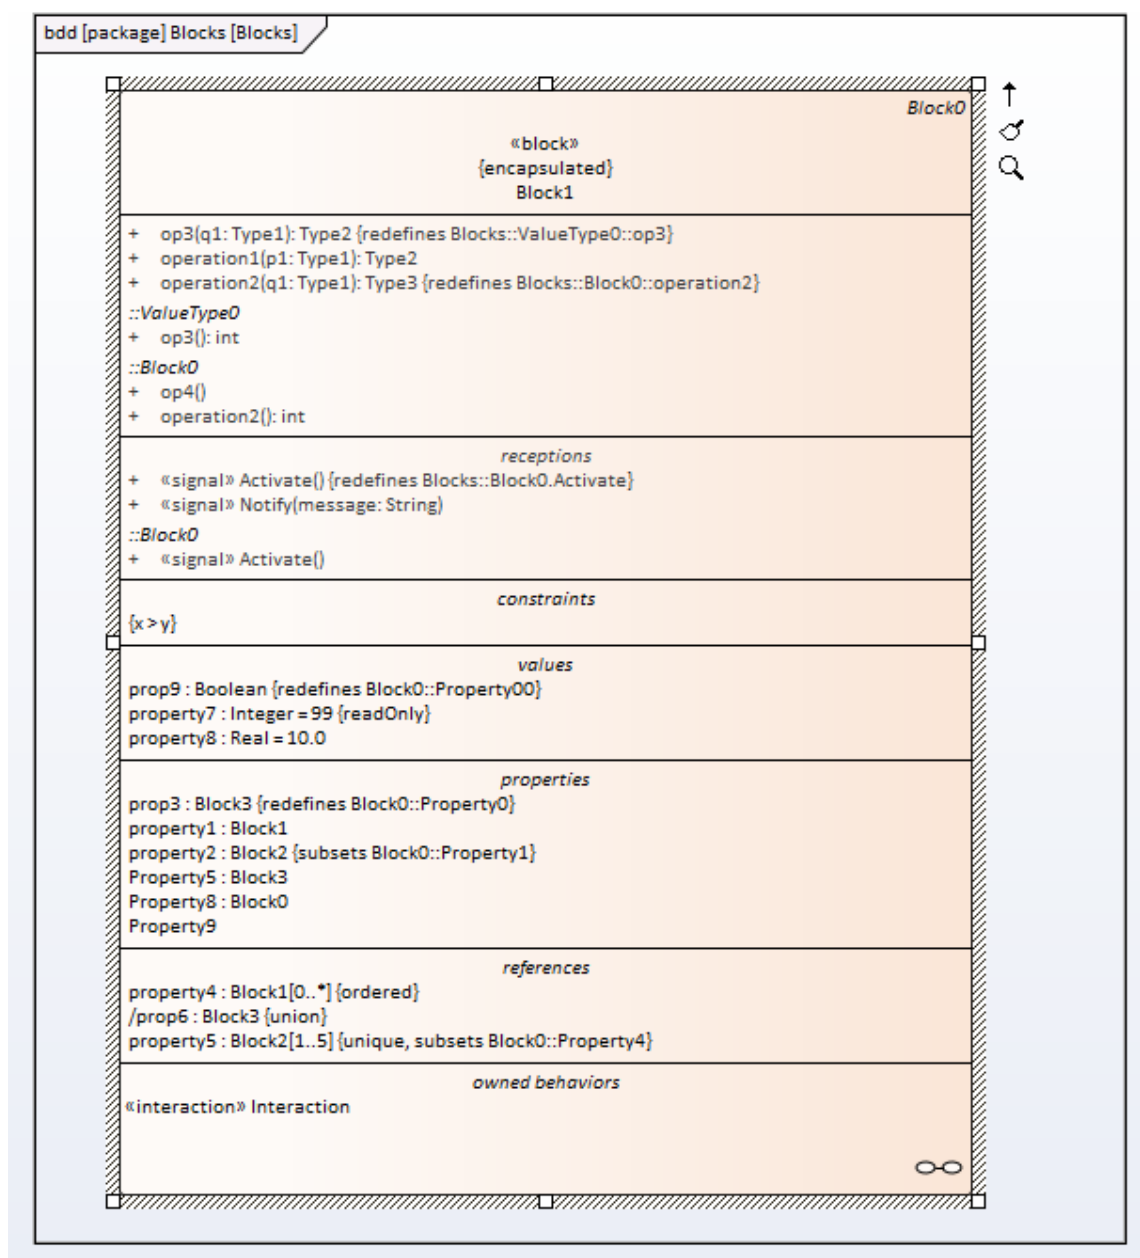 bdd [package] Blocks [Blocks]
Block0
«block»
{encapsulated}
Block1
+ op3(q1: Type1): Type2 {redefines Blocks::ValueType0::op3}
+ operation1(p1: Type1): Type2
+ operation2(q1: Type1): Type3 {redefines Blocks::Block0::operation2}
::ValueType0
+ op3(): int
::Block0
+ op4()
+ operation2(): int
receptions
+ «signal» Activate() {redefines Blocks::Block0.Activate}
+ «signal» Notify(message: String)
::Block0
+ «signal» Activate()
constraints
{x > y}
values
prop9 : Boolean {redefines Block0::Property00}
property7 : Integer = 99 {readOnly}
property8 : Real = 10.0
properties
prop3 : Block3 {redefines Block0::Property0}
property1 : Block1
property2 : Block2 {subsets Block0::Property1}
Property5 : Block3
Property8 : Block0
Property9
references
property4 : Block1[0..*] {ordered}
/prop6 : Block3 {union}
property5 : Block2[1..5] {unique, subsets Block0::Property4}
owned behaviors
«interaction» Interaction